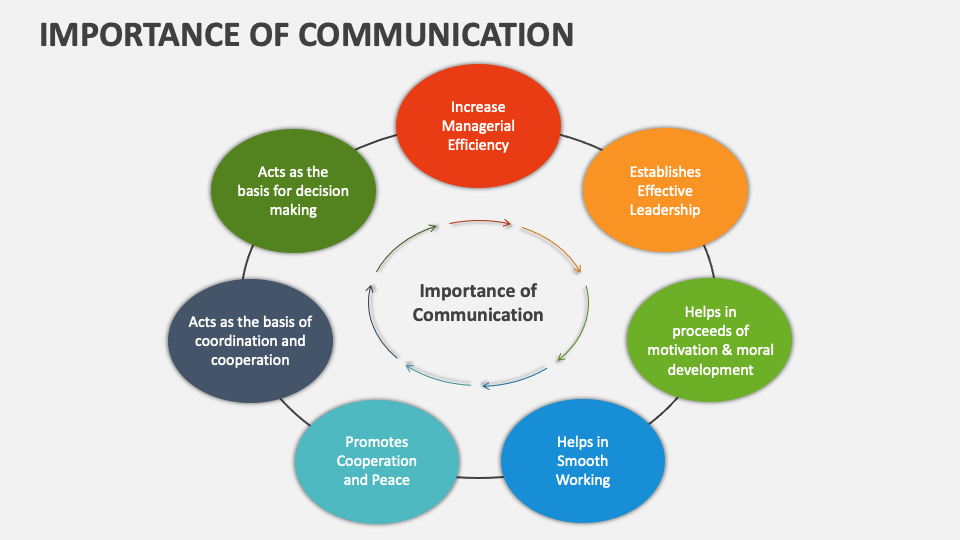 IMPORTANCE OF COMMUNICATION
Increase
Managerial
Efficiency
Establishes
Effective
Leadership
Helps in
proceeds of
motivation & moral
development
Helps in
Smooth
Working
Promotes
Cooperation
and Peace
Acts as the basis of
coordination and
cooperation
Acts as the
basis for decision
making
Importance of
Communication